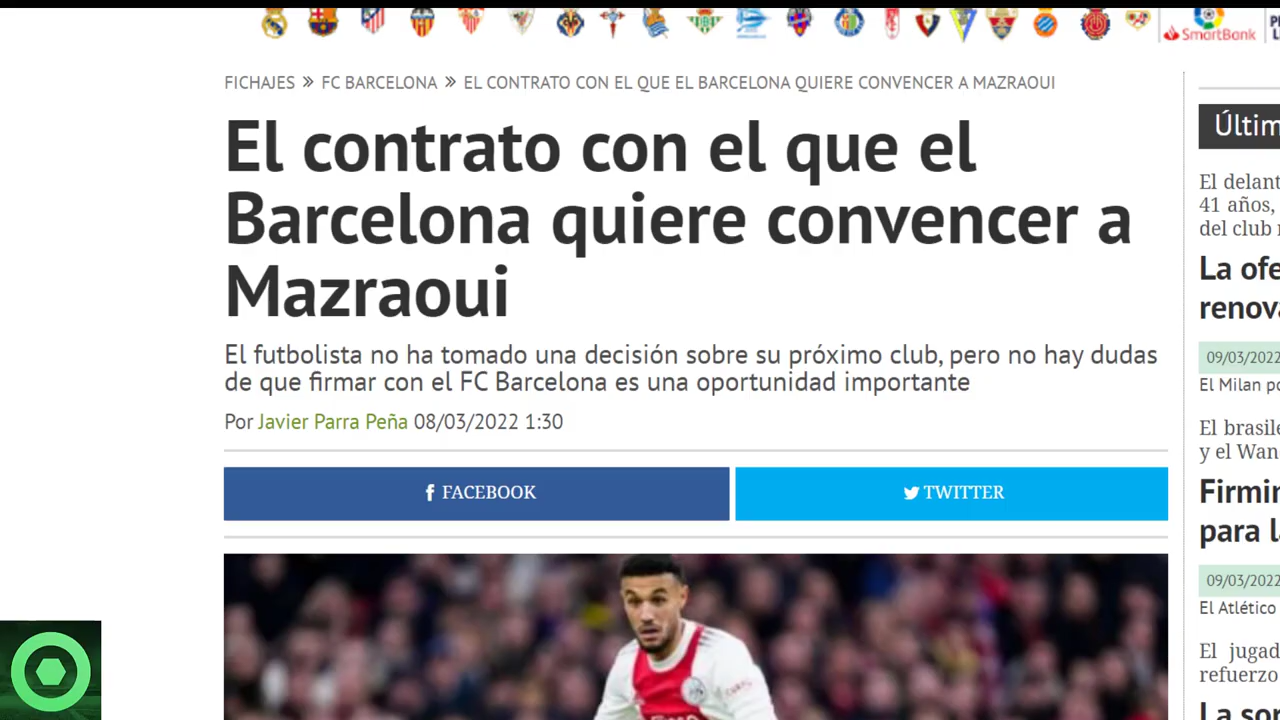 SmartBank
FICHAJES » FC BARCELONA » EL CONTRATO CON EL QUE EL BARCELONA QUIERE CONVENCER A MAZRAOUI
El contrato con el que el
Barcelona quiere convencer a
Mazraoui
El futbolista no ha tomado una decisión sobre su próximo club, pero no hay dudas
de que firmar con el FC Barcelona es una oportunidad importante
Por Javier Parra Peña 08/03/2022 1:30
FACEBOOK
TWITTER
Últim
El delant
41 años,
del club
La ofe
renova
09/03/2022
El Milan po
El brasile
y el Wan
Firmin
para l
09/03/2022
El Atlético
El jugad
refuerzo
La sor